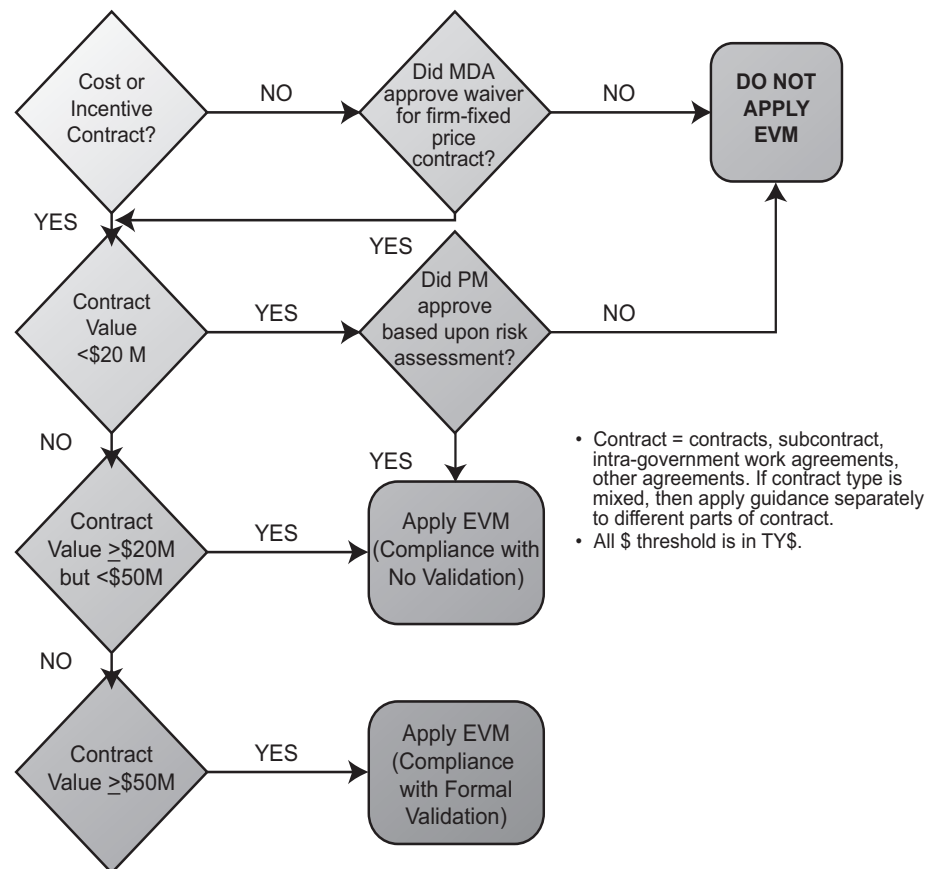 Cost or
Incentive
Contract?
NO
Did MDA
approve waiver
for firm-fixed
price
contract?
NO
DO NOT
APPLY
EVM
YES
YES
Contract
Value
<$20 M
YES
Did PM
approve
based upon risk
assessment?
NO
NO
YES
Contract
Value ≥$20M
but <$50M
YES
Apply EVM
(Compliance with
No Validation)
• Contract = contracts, subcontract,
intra-government work agreements,
other agreements. If contract type is
mixed, then apply guidance separately
to different parts of contract.
• All $ threshold is in TY$.
NO
Contract
Value ≥$50M
YES
Apply EVM
(Compliance
with Formal
Validation)